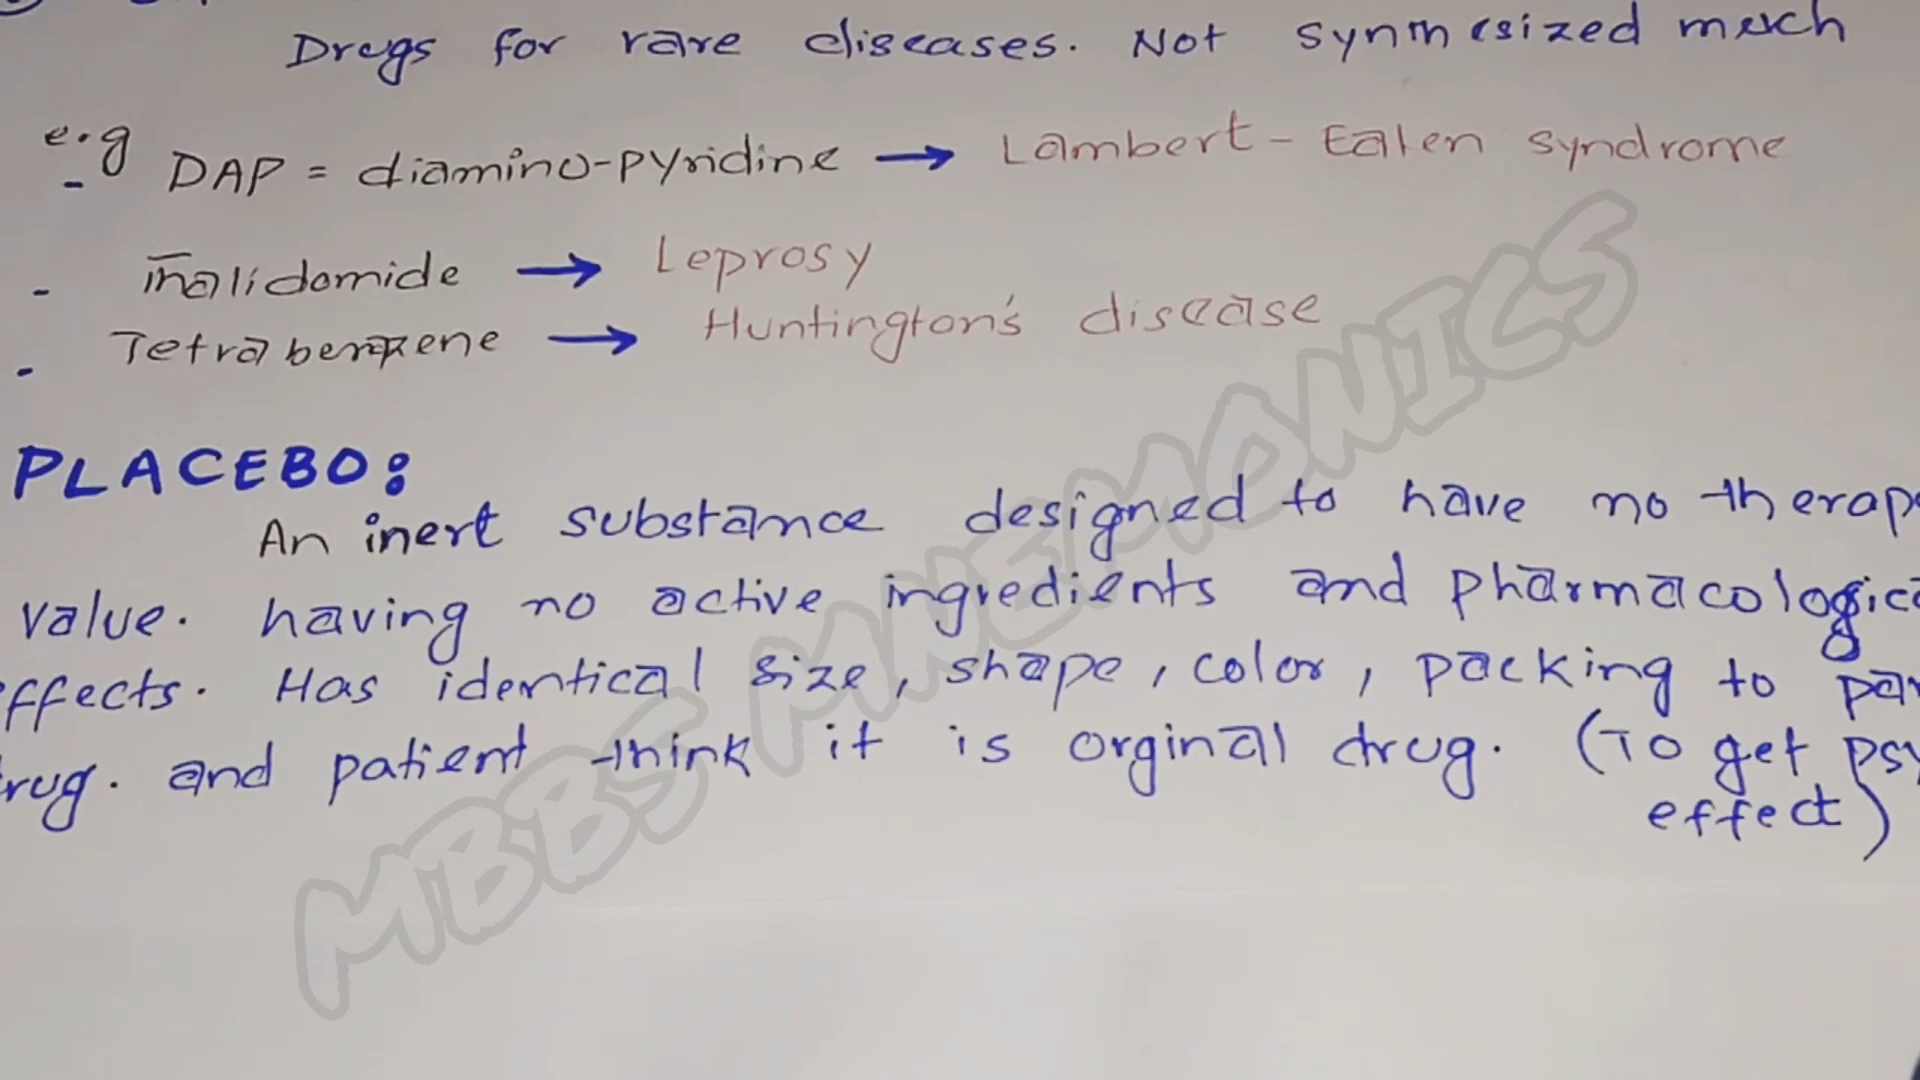 Drugs for rare diseases. Not synthesized much
e.g DAP = diamino-pyridine → Lambert - Eaten syndrome
- Thalidomide → Leprosy
- Tetrabenzene → Huntington's disease
PLACEBO:
An inert substance designed to have no therap
value. having no active ingredients and pharmacologic
effects. Has identical size, shape, color, packing to
rug. and patient think it is orginal drug. (To get psy
effect)
MBBS MNEMONICS